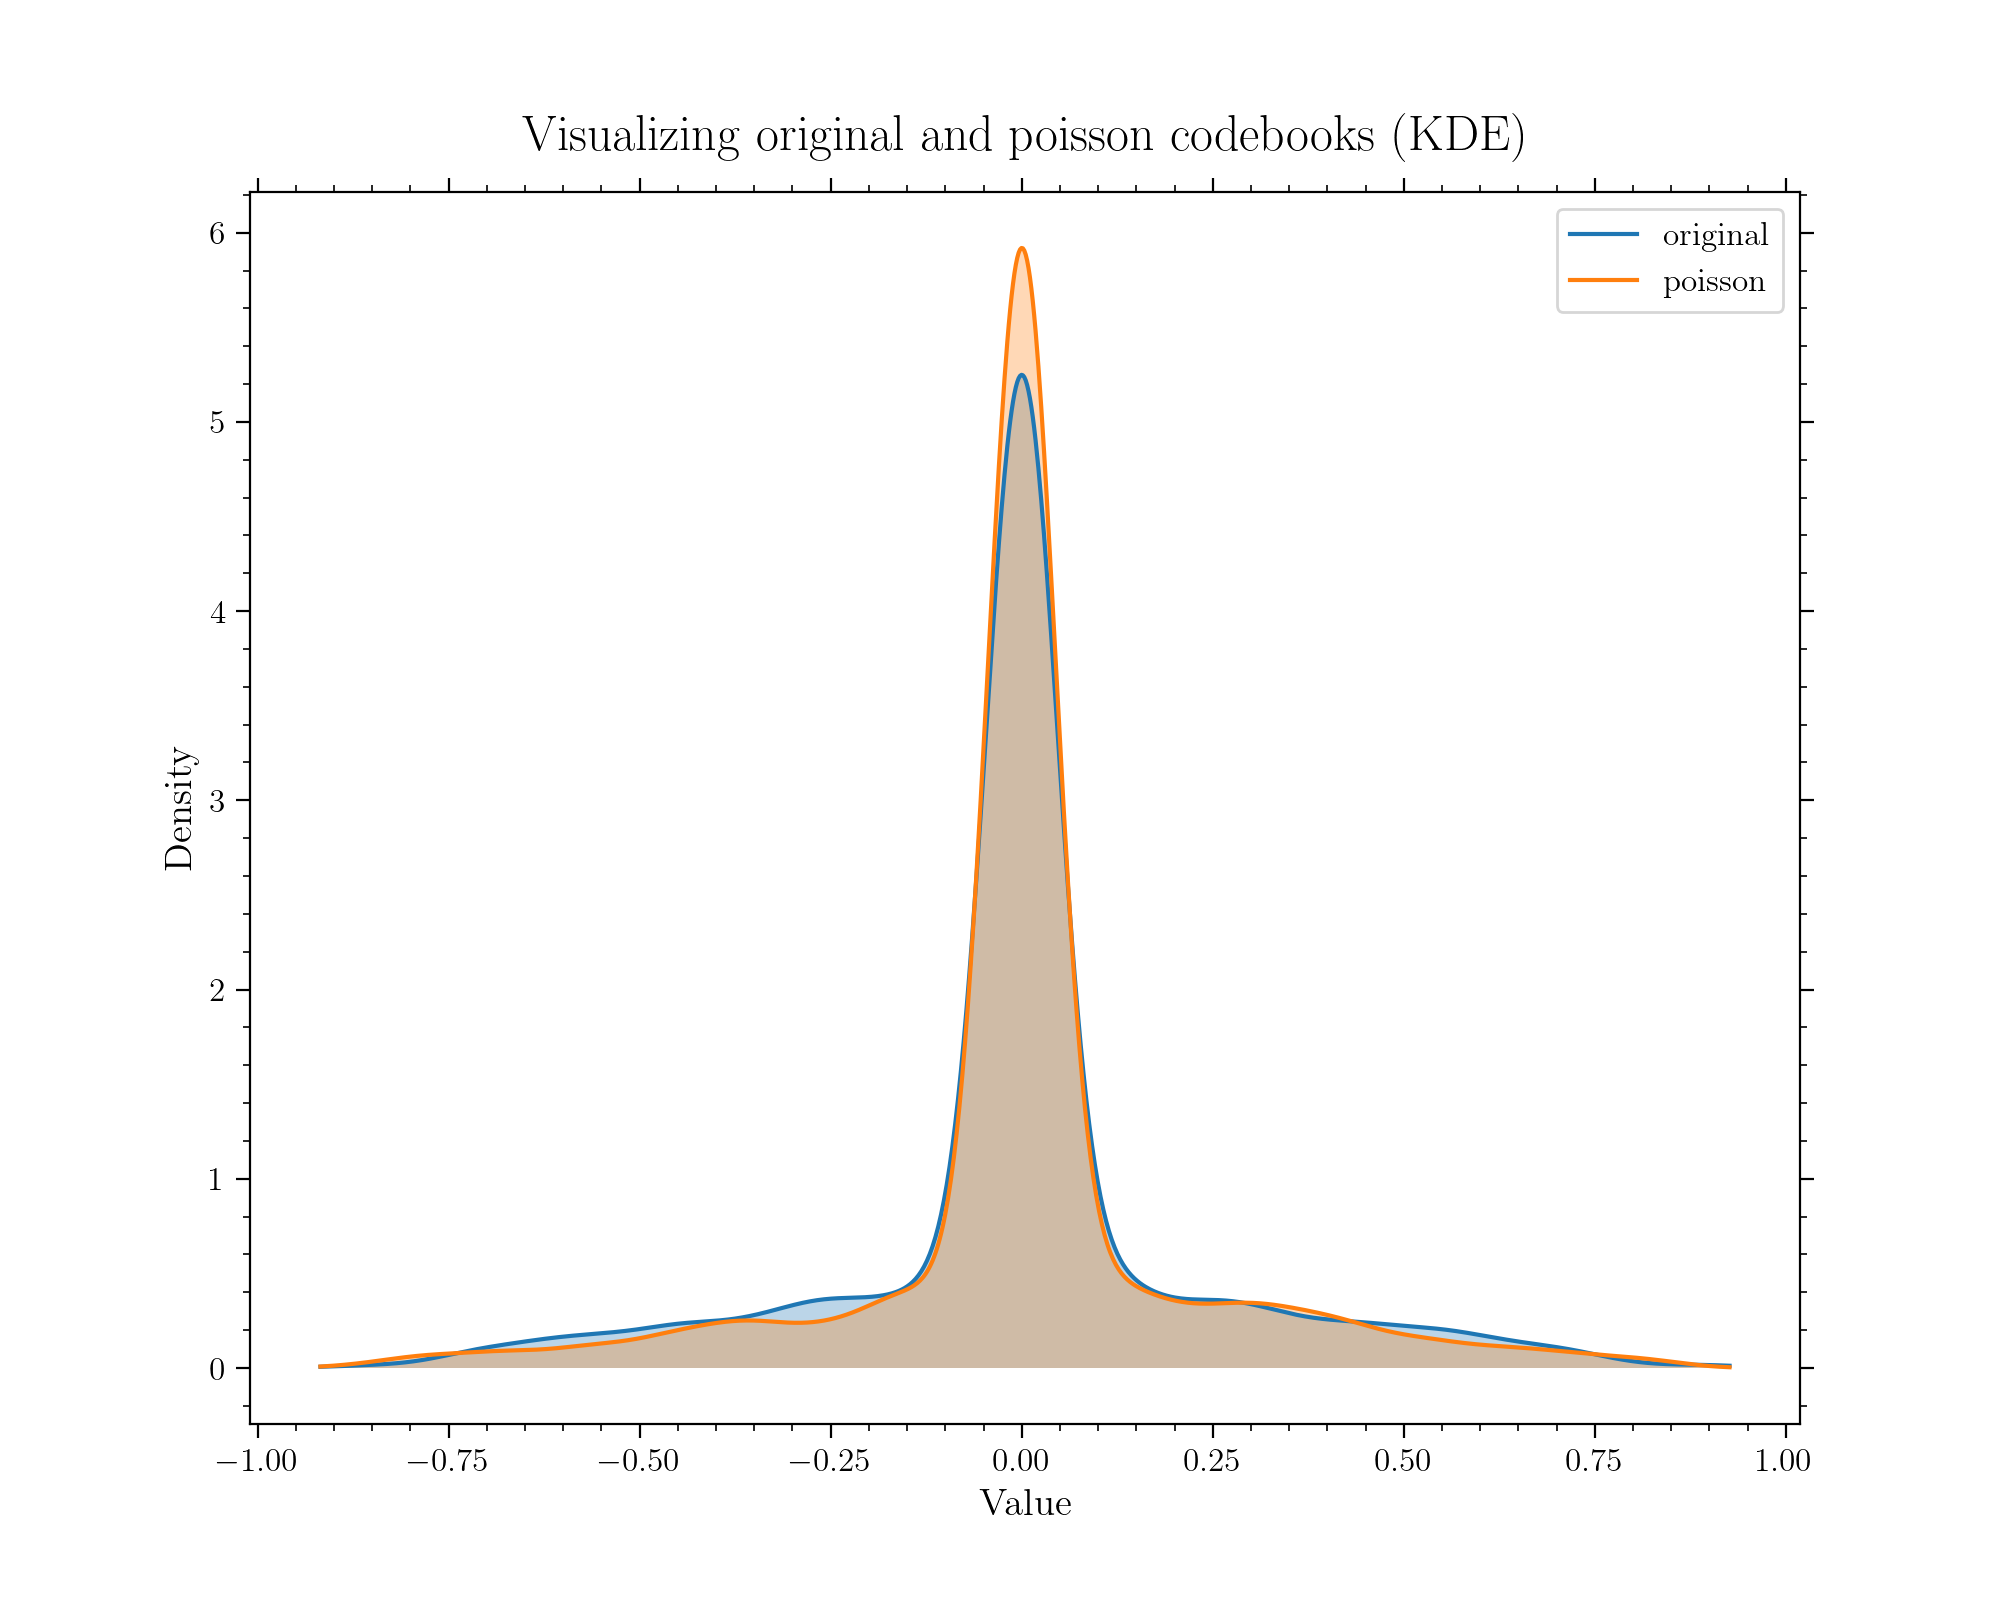 Visualizing original and poisson codebooks (KDE)
original
poisson
6
5
4
3
2
1
0
Density
−1.00 −0.75 −0.50 −0.25 0.00 0.25 0.50 0.75 1.00
Value